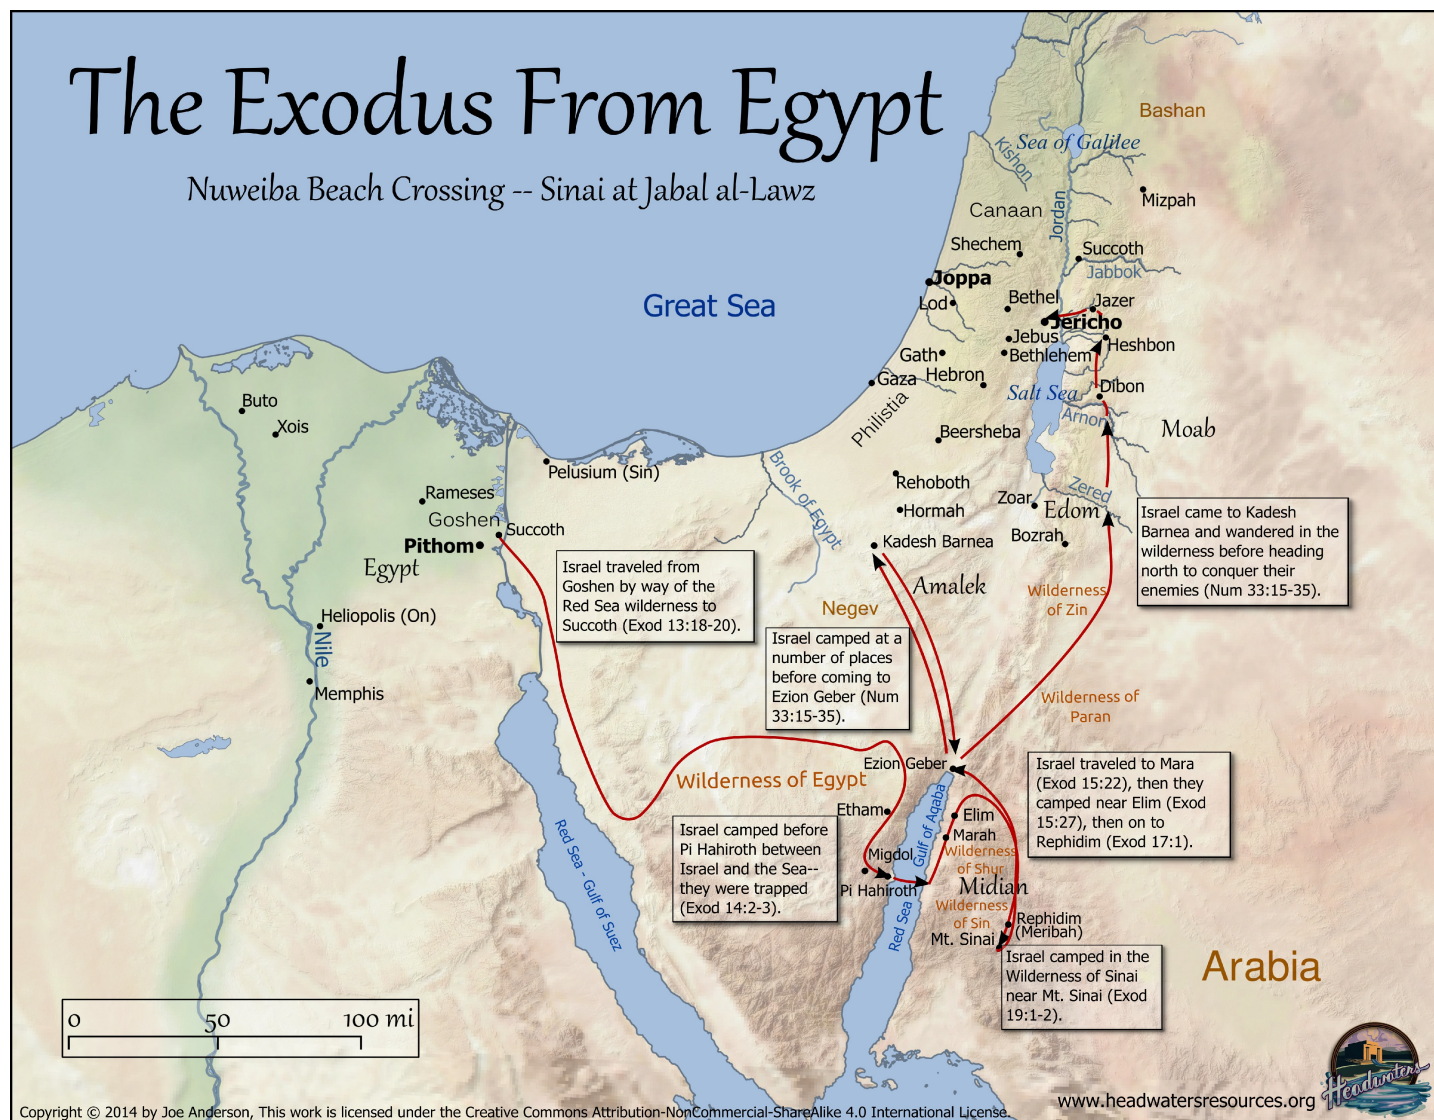 The Exodus From Egypt
Nuweiba Beach Crossing -- Sinai at Jabal al-Lawz
Bashan
Sea of Galilee
Kishon
Mizpah
Canaan
Jordan
Shechem
Succoth
Jabbok
Joppa
Lod
Bethel
Jazer
Jericho
Great Sea
Jebus
Heshbon
Gath
Bethlehem
Gaza
Hebron
Salt Sea
Dibon
Philistia
Arnon
Moab
Beersheba
Buto
Xois
Pelusium (Sin)
Brook of Egypt
Rehoboth
Zered
Rameses
Zoar
Edom
Goshen
Succoth
Hormah
Pithom
Bozrah
Kadesh Barnea
Egypt
Amalek
Israel came to Kadesh
Barnea and wandered in the
wilderness before heading
north to conquer their
enemies (Num 33:15-35).
Israel traveled from
Goshen by way of the
Red Sea wilderness to
Succoth (Exod 13:18-20).
Negev
Wilderness
of Zin
Heliopolis (On)
Nile
Memphis
Israel camped at a
number of places
before coming to
Ezion Geber (Num
33:15-35).
Wilderness of
Paran
Ezion Geber
Wilderness of Egypt
Israel traveled to Mara
(Exod 15:22), then they
camped near Elim (Exod
15:27), then on to
Rephidim (Exod 17:1).
Etham
Gulf of Aqaba
Elim
Marah
Israel camped before
Pi Hahiroth between
Israel and the Sea--
they were trapped
(Exod 14:2-3).
Migdol
Wilderness
of Shur
Pi Hahiroth
Midian
Red Sea - Gulf of Suez
Red Sea
Wilderness
of Sin
Rephidim
(Meribah)
Mt. Sinai
Israel camped in the
Wilderness of Sinai
near Mt. Sinai (Exod
19:1-2).
Arabia
0 50 100 mi
Headwaters
www.headwatersresources.org
Copyright © 2014 by Joe Anderson, This work is licensed under the Creative Commons Attribution-NonCommercial-ShareAlike 4.0 International License.